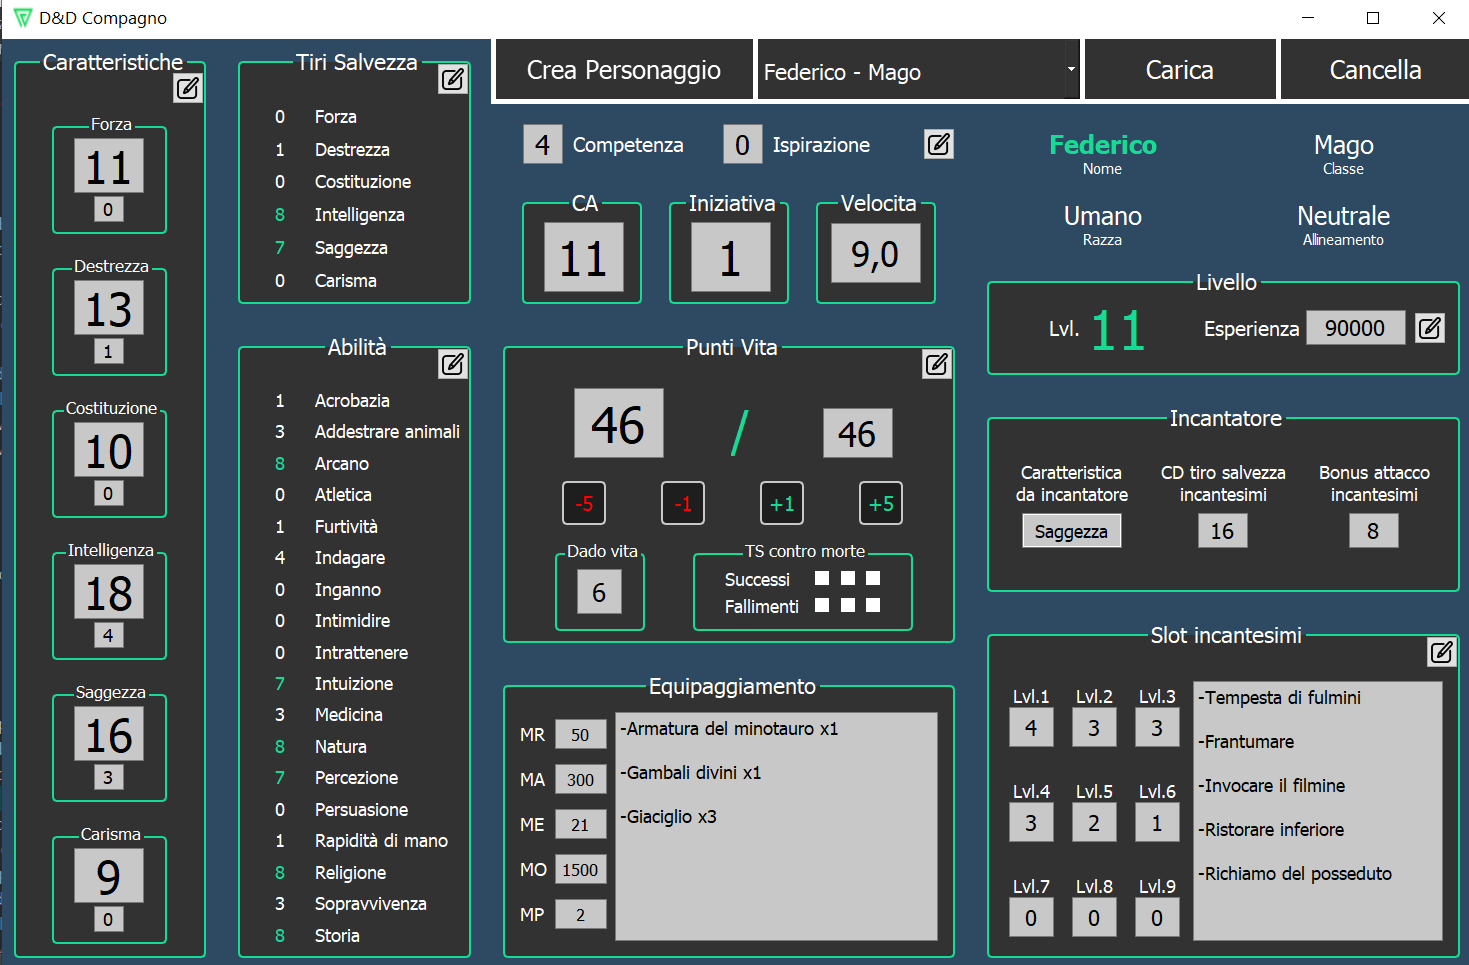 D&D Compagno
Crea Personaggio
Federico - Mago
Carica
Cancella
Caratteristiche
Forza
11
0
Destrezza
13
1
Costituzione
10
0
Intelligenza
18
4
Saggezza
16
3
Carisma
9
0
Tiri Salvezza
0 Forza
1 Destrezza
0 Costituzione
8 Intelligenza
7 Saggezza
0 Carisma
Abilità
1 Acrobazia
3 Addestrare animali
8 Arcano
0 Atletica
1 Furtività
4 Indagare
0 Inganno
0 Intimidire
0 Intrattenere
7 Intuizione
3 Medicina
8 Natura
7 Percezione
0 Persuasione
1 Rapidità di mano
8 Religione
3 Sopravvivenza
8 Storia
4 Competenza
0 Ispirazione
CA
11
Iniziativa
1
Velocita
9,0
Punti Vita
46 / 46
-5 -1 +1 +5
Dado vita
6
TS contro morte
Successi
Fallimenti
Equipaggiamento
MR 50
MA 300
ME 21
MO 1500
MP 2
-Armatura del minotauro x1
-Gambali divini x1
-Giaciglio x3
Federico
Nome
Mago
Classe
Umano
Razza
Neutrale
Allineamento
Livello
Lvl. 11
Esperienza 90000
Incantatore
Caratteristica
da incantatore
Saggezza
CD tiro salvezza
incantesimi
16
Bonus attacco
incantesimi
8
Slot incantesimi
Lvl.1 Lvl.2 Lvl.3
4 3 3
Lvl.4 Lvl.5 Lvl.6
3 2 1
Lvl.7 Lvl.8 Lvl.9
0 0 0
-Tempesta di fulmini
-Frantumare
-Invocare il filmine
-Ristorare inferiore
-Richiamo del posseduto